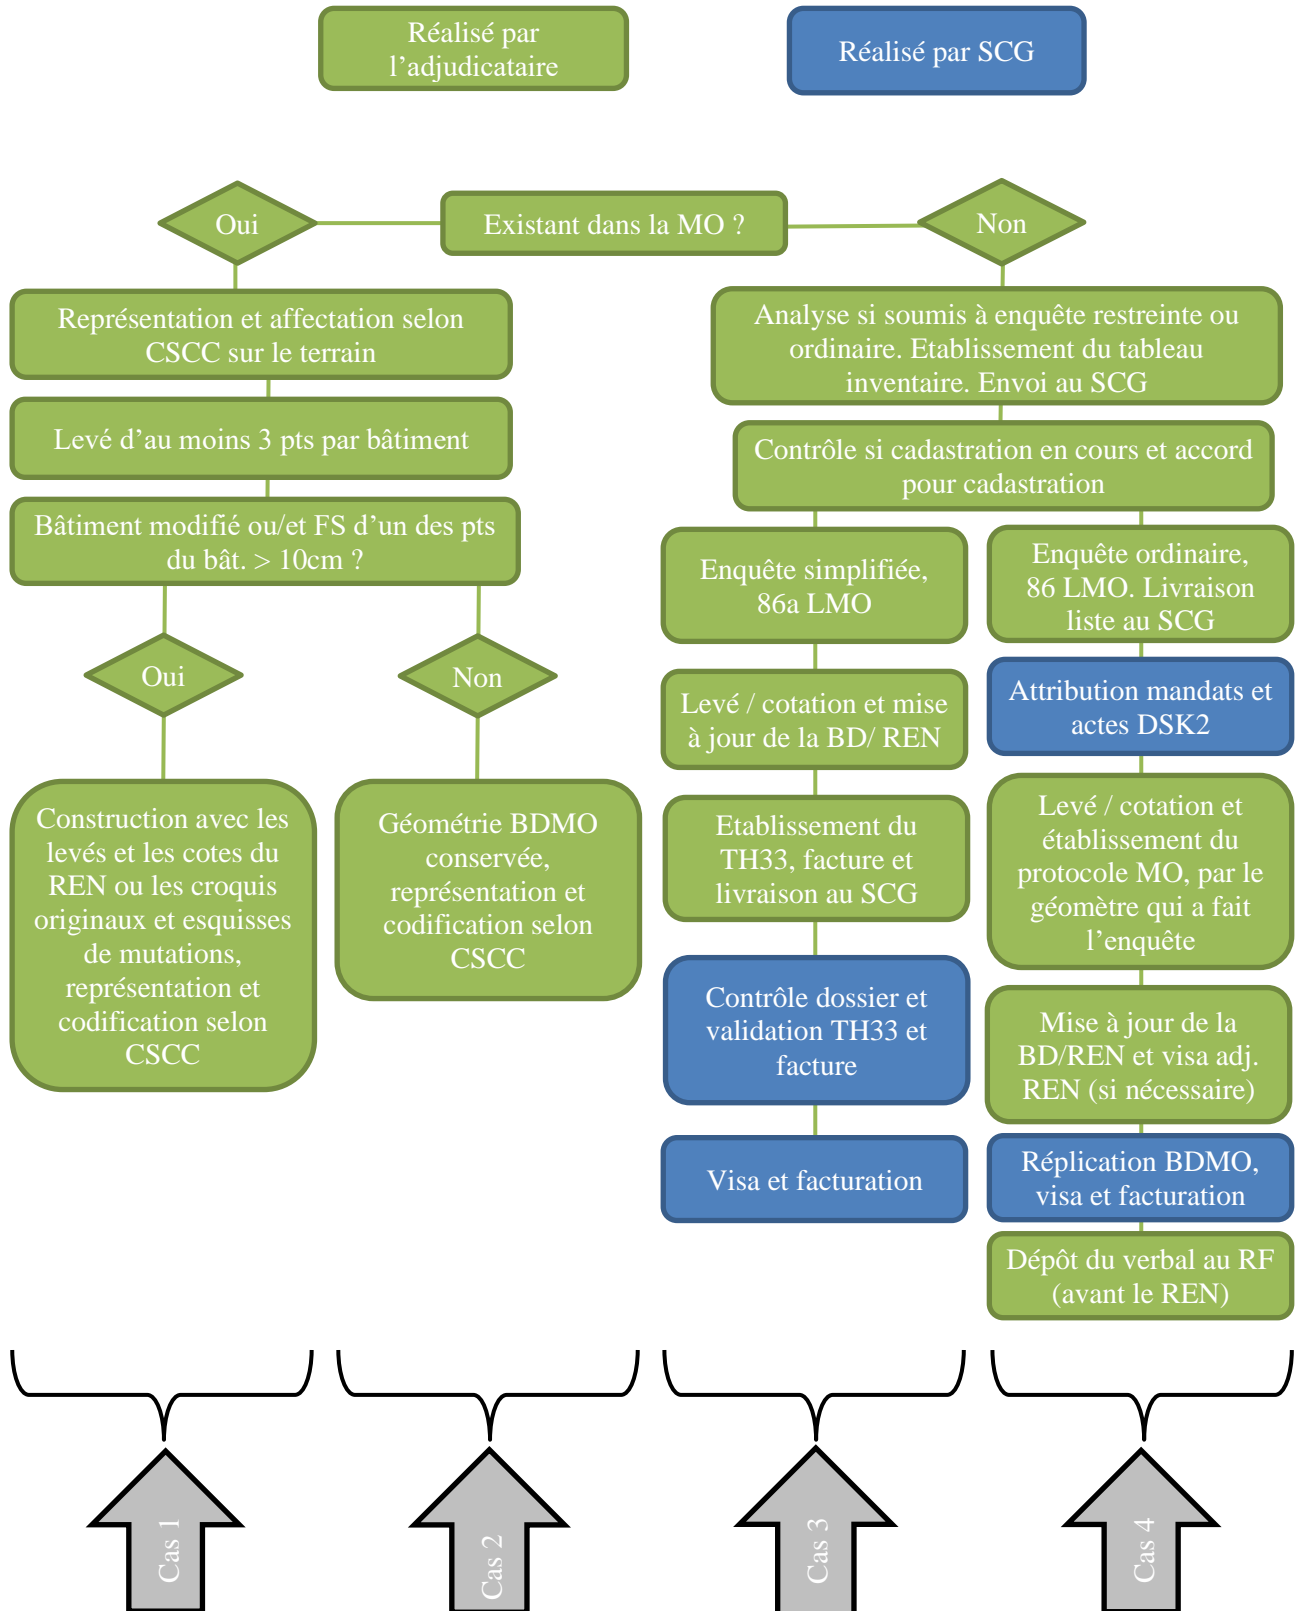 Réalisé par
l’adjudicataire
Réalisé par SCG
Oui
Existant dans la MO ?
Non
Représentation et affectation selon
CSCC sur le terrain
Levé d’au moins 3 pts par bâtiment
Bâtiment modifié ou/et FS d’un des pts
du bât. > 10cm ?
Oui
Non
Construction avec les
levés et les cotes du
REN ou les croquis
originaux et esquisses
de mutations,
représentation et
codification selon
CSCC
Géométrie BDMO
conservée,
représentation et
codification selon
CSCC
Analyse si soumis à enquête restreinte ou
ordinaire. Etablissement du tableau
inventaire. Envoi au SCG
Contrôle si cadastration en cours et accord
pour cadastration
Enquête simplifiée,
86a LMO
Levé / cotation et mise
à jour de la BD/ REN
Etablissement du
TH33, facture et
livraison au SCG
Contrôle dossier et
validation TH33 et
facture
Visa et facturation
Enquête ordinaire,
86 LMO. Livraison
liste au SCG
Attribution mandats et
actes DSK2
Levé / cotation et
établissement du
protocole MO, par le
géomètre qui a fait
l’enquête
Mise à jour de la
BD/REN et visa adj.
REN (si nécessaire)
Réplication BDMO,
visa et facturation
Dépôt du verbal au RF
(avant le REN)
Cas 1
Cas 2
Cas 3
Cas 4